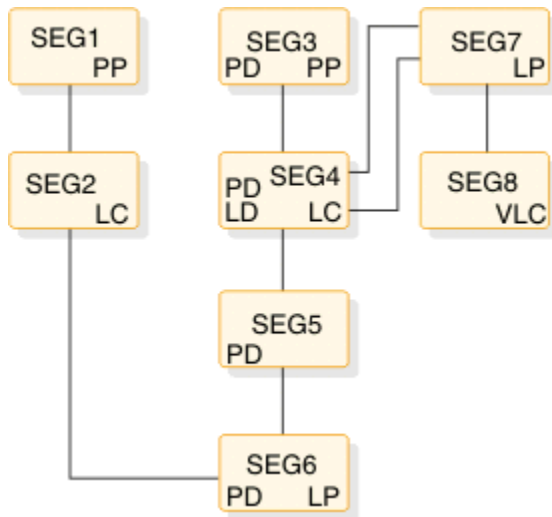 SEG1
PP
SEG3
PD PP
SEG7
LP
SEG2
LC
SEG4
PD
LD LC
SEG8
VLC
SEG5
PD
SEG6
PD LP